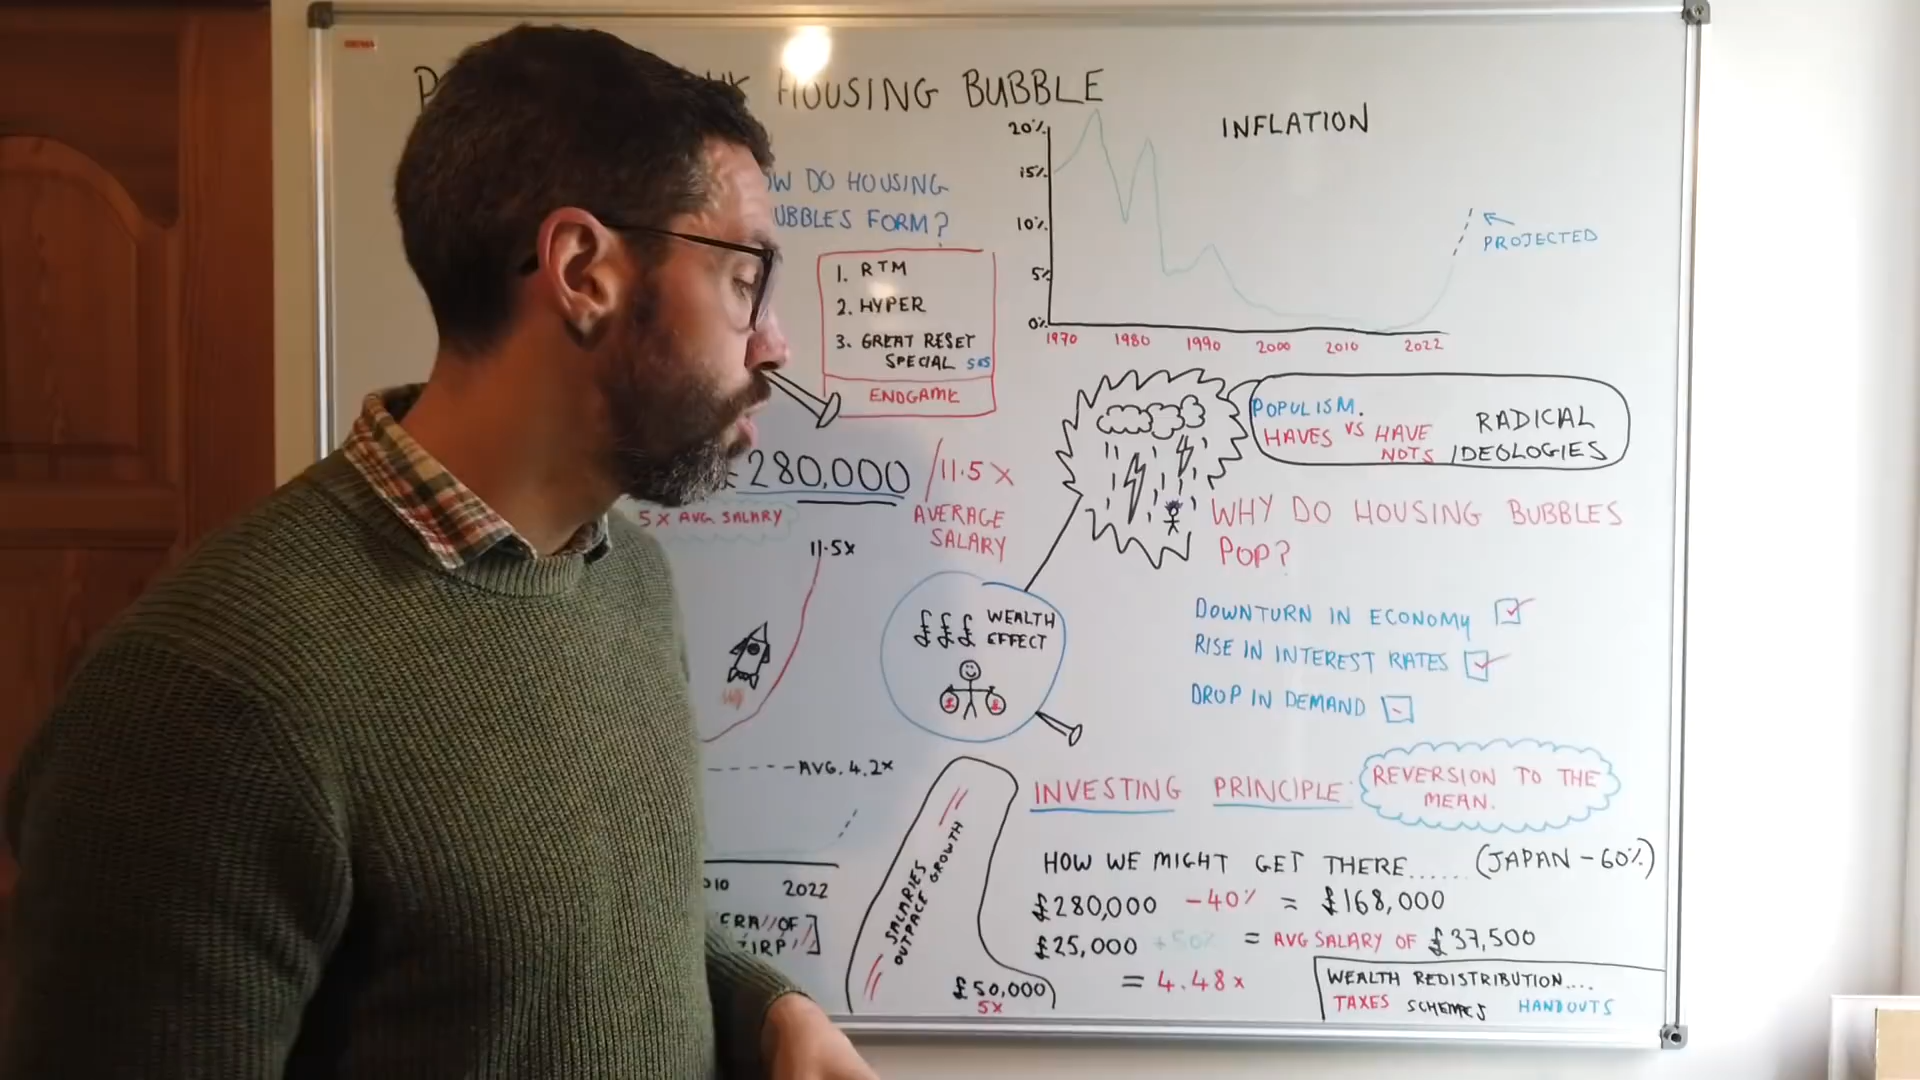 HOUSING BUBBLE
DO HOUSING
FORM?
1. RTM
2. HYPER
3. GREAT RESET
SPECIAL
ENDGAME
280,000
/11.5 X
AVERAGE
SALARY
5 X AVG SALARY
11.5x
AVG. 4.2x
2022
OF
SALARIES
OUTPACE GROWTH
£50,000
5X
£££ WEALTH
EFFECT
INFLATION
20%
15%
10%
5%
0%
1970 1980 1990 2000 2010 2022
PROJECTED
POPULISM.
HAVES VS HAVE
NOTS
RADICAL
IDEOLOGIES
WHY DO HOUSING BUBBLES
POP?
DOWNTURN IN ECONOMY
RISE IN INTEREST RATES
DROP IN DEMAND
INVESTING PRINCIPLE:
REVERSION TO THE
MEAN.
HOW WE MIGHT GET THERE...... (JAPAN - 60%)
£280,000 - 40% = £168,000
£25,000 + 50% = AVG SALARY OF £37,500
= 4.48x
WEALTH REDISTRIBUTION....
TAXES SCHEMES HANDOUTS